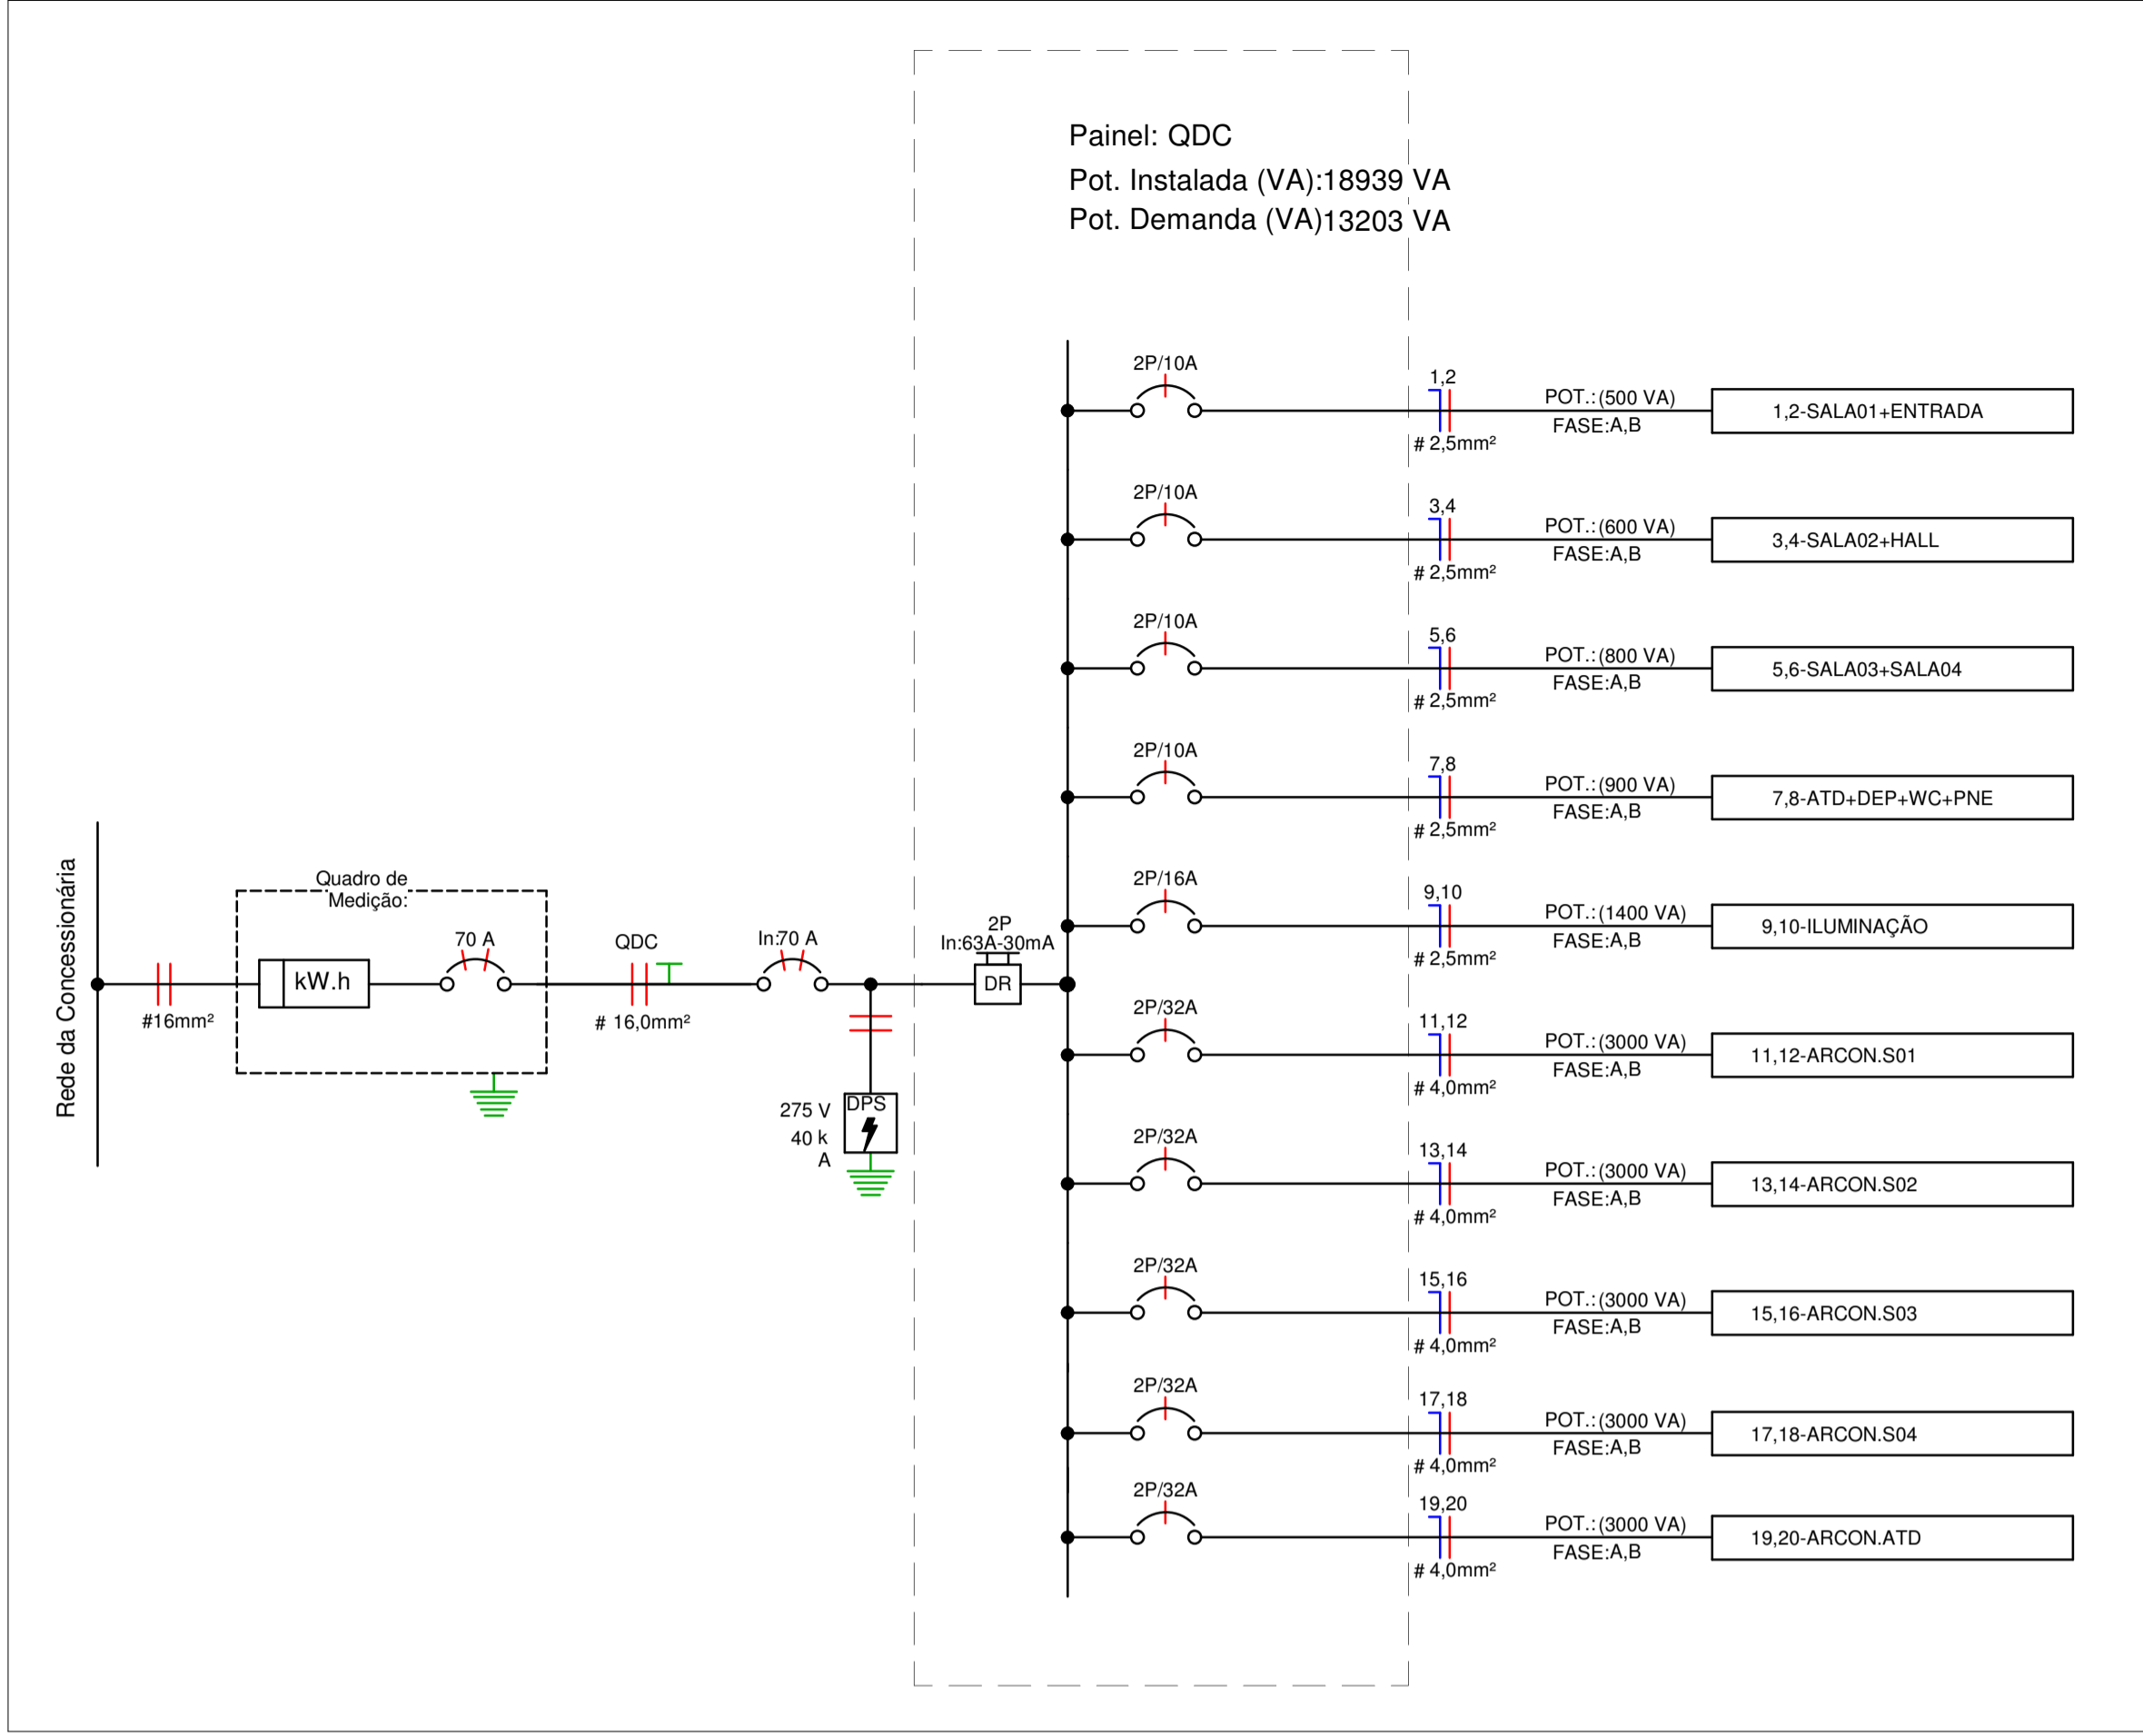 Painel: QDC
Pot. Instalada (VA):18939 VA
Pot. Demanda (VA)13203 VA
2P/10A
1,2
# 2,5mm²
POT.:(500 VA)
FASE:A,B
1,2-SALA01+ENTRADA
2P/10A
3,4
# 2,5mm²
POT.:(600 VA)
FASE:A,B
3,4-SALA02+HALL
2P/10A
5,6
# 2,5mm²
POT.:(800 VA)
FASE:A,B
5,6-SALA03+SALA04
2P/10A
7,8
# 2,5mm²
POT.:(900 VA)
FASE:A,B
7,8-ATD+DEP+WC+PNE
Rede da Concessionária
#16mm²
Quadro de
Medição:
kW.h
70 A
QDC
# 16,0mm²
In:70 A
275 V
40 k
A
DPS
2P
In:63A-30mA
DR
2P/16A
9,10
# 2,5mm²
POT.:(1400 VA)
FASE:A,B
9,10-ILUMINAÇÃO
2P/32A
11,12
# 4,0mm²
POT.:(3000 VA)
FASE:A,B
11,12-ARCON.S01
2P/32A
13,14
# 4,0mm²
POT.:(3000 VA)
FASE:A,B
13,14-ARCON.S02
2P/32A
15,16
# 4,0mm²
POT.:(3000 VA)
FASE:A,B
15,16-ARCON.S03
2P/32A
17,18
# 4,0mm²
POT.:(3000 VA)
FASE:A,B
17,18-ARCON.S04
2P/32A
19,20
# 4,0mm²
POT.:(3000 VA)
FASE:A,B
19,20-ARCON.ATD